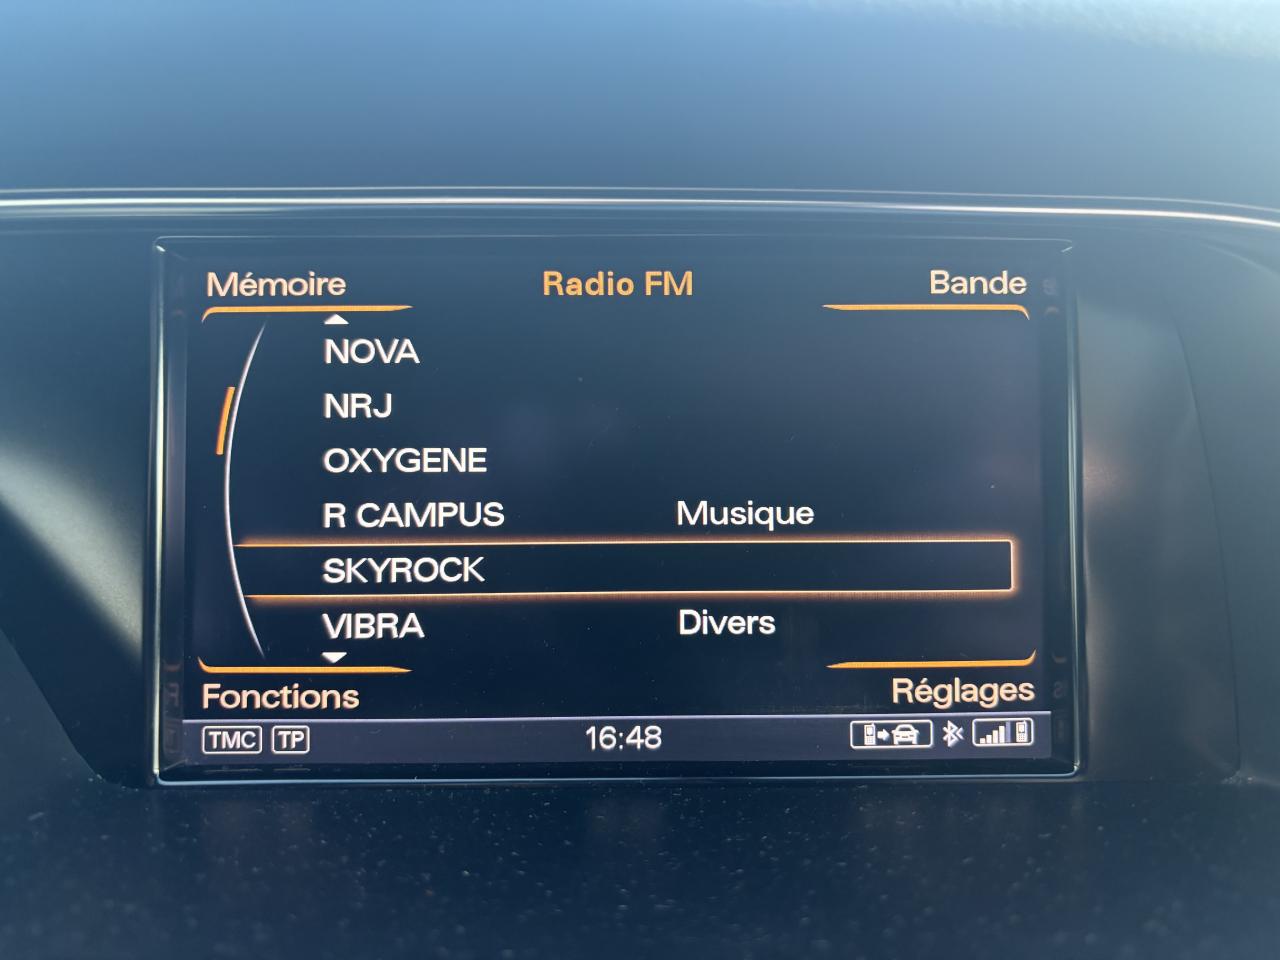 Mémoire Radio FM Bande
NOVA
NRJ
OXYGENE
R CAMPUS Musique
SKYROCK
VIBRA Divers
Fonctions Réglages
TMC TP 16:48